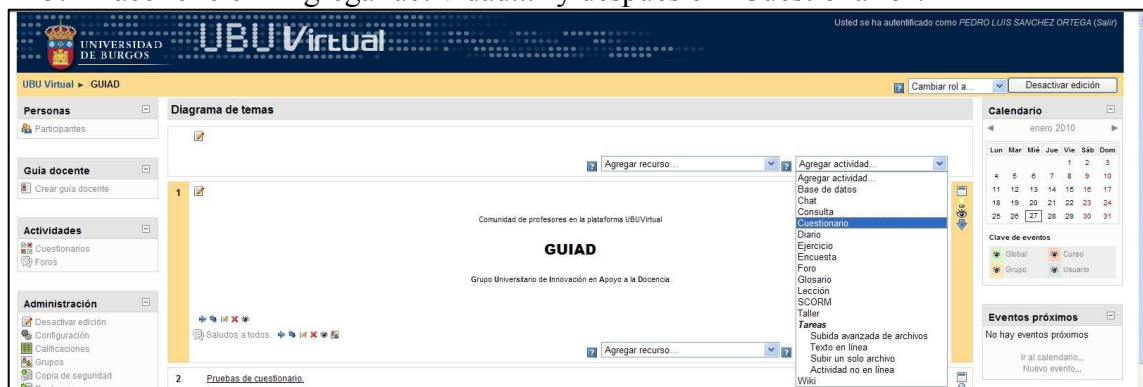 UNIVERSIDAD
DE BURGOS
UBUVirtual
Usted se ha autentificado como PEDRO LUIS SANCHEZ ORTEGA (Salir)
UBU Virtual ► GUIAD
Cambiar rol a...
Desactivar edición
Personas
Participantes
Guía docente
Crear guía docente
Actividades
Cuestionarios
Foros
Administración
Desactivar edición
Configuración
Calificaciones
Grupos
Copia de seguridad
Diagrama de temas
Agregar recurso...
Agregar actividad...
Agregar actividad...
Base de datos
Chat
Consulta
Cuestionario
Diario
Ejercicio
Encuesta
Foro
Glosario
Lección
SCORM
Taller
Tareas
Subida avanzada de archivos
Texto en línea
Subir un solo archivo
Actividad no en línea
Wiki
1
Comunidad de profesores en la plataforma UBUVirtual
GUIAD
Grupo Universitario de Innovación en Apoyo a la Docencia
Saludos a todos.
Agregar recurso...
2 Pruebas de cuestionario.
Calendario
enero 2010
Lun Mar Mié Jue Vie Sáb Dom
1 2 3
4 5 6 7 8 9 10
11 12 13 14 15 16 17
18 19 20 21 22 23 24
25 26 27 28 29 30 31
Clave de eventos
Global Curso
Grupo Usuario
Eventos próximos
No hay eventos próximos
Ir al calendario...
Nuevo evento...